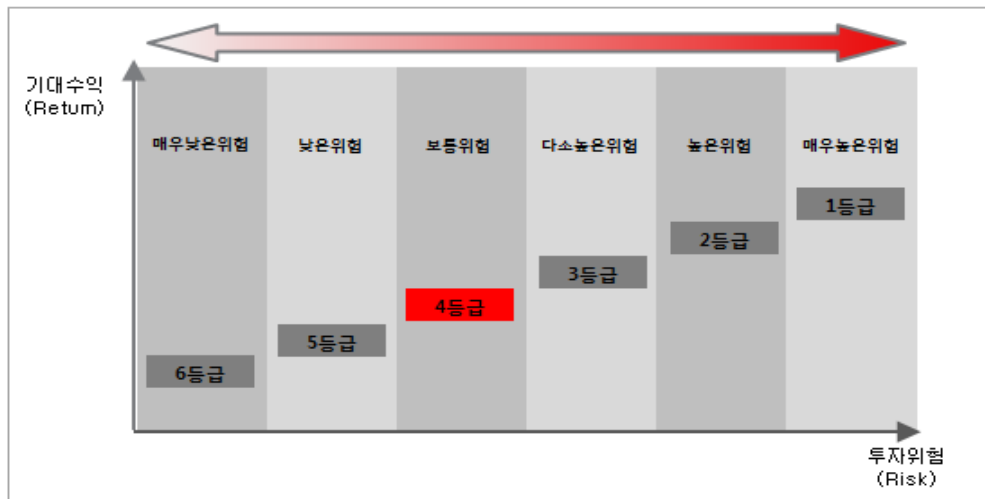 기대수익
(Return)
매우낮은위험 낮은위험 보통위험 다소높은위험 높은위험 매우높은위험
1등급
2등급
3등급
4등급
5등급
6등급
투자위험
(Risk)